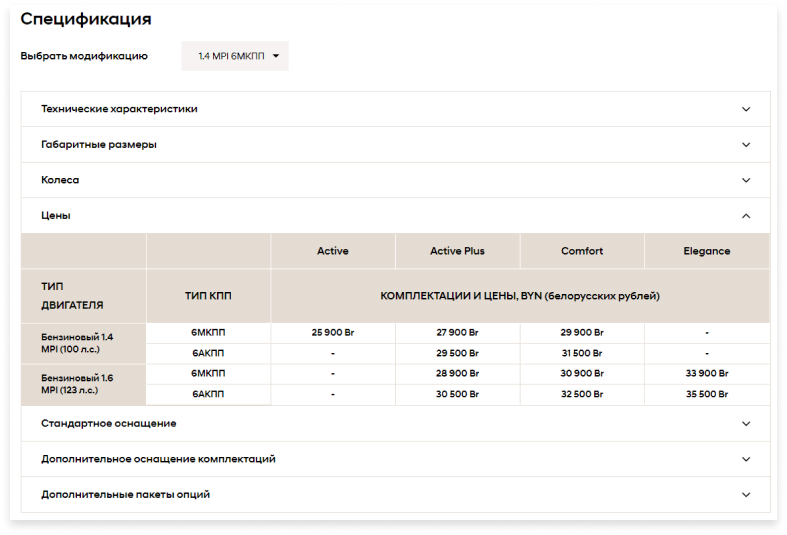 Спецификация
Выбрать модификацию 1.4 MPI 6МКПП
Технические характеристики
Габаритные размеры
Колеса
Цены
Active Active Plus Comfort Elegance
ТИП ДВИГАТЕЛЯ ТИП КПП КОМПЛЕКТАЦИИ И ЦЕНЫ, BYN (белорусских рублей)
Бензиновый 1.4 MPI (100 л.с.) 6МКПП 25 900 Br 27 900 Br 29 900 Br -
6АКПП - 29 500 Br 31 500 Br -
Бензиновый 1.6 MPI (123 л.с.) 6МКПП - 28 900 Br 30 900 Br 33 900 Br
6АКПП - 30 500 Br 32 500 Br 35 500 Br
Стандартное оснащение
Дополнительное оснащение комплектаций
Дополнительные пакеты опций